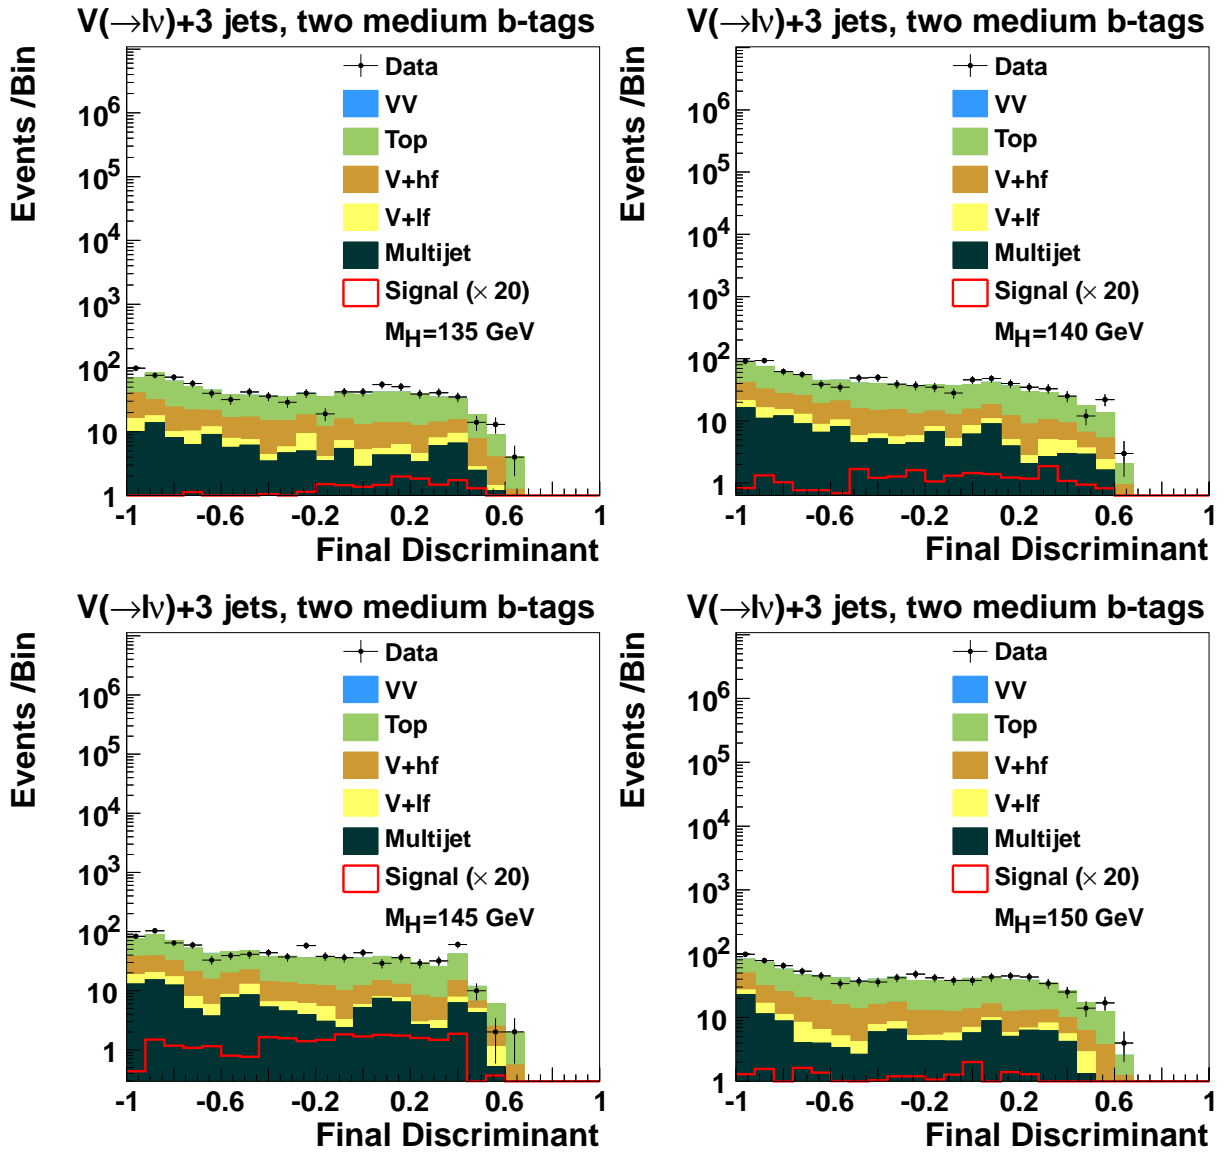 V(→lν)+3 jets, two medium b-tags
Events /Bin
10^6
10^5
10^4
10^3
10^2
10
1
Data
VV
Top
V+hf
V+lf
Multijet
Signal (× 20)
M_H=135 GeV
-1 -0.6 -0.2 0.2 0.6 1
Final Discriminant
V(→lν)+3 jets, two medium b-tags
Events /Bin
10^6
10^5
10^4
10^3
10^2
10
1
Data
VV
Top
V+hf
V+lf
Multijet
Signal (× 20)
M_H=140 GeV
-1 -0.6 -0.2 0.2 0.6 1
Final Discriminant
V(→lν)+3 jets, two medium b-tags
Events /Bin
10^6
10^5
10^4
10^3
10^2
10
1
Data
VV
Top
V+hf
V+lf
Multijet
Signal (× 20)
M_H=145 GeV
-1 -0.6 -0.2 0.2 0.6 1
Final Discriminant
V(→lν)+3 jets, two medium b-tags
Events /Bin
10^6
10^5
10^4
10^3
10^2
10
1
Data
VV
Top
V+hf
V+lf
Multijet
Signal (× 20)
M_H=150 GeV
-1 -0.6 -0.2 0.2 0.6 1
Final Discriminant